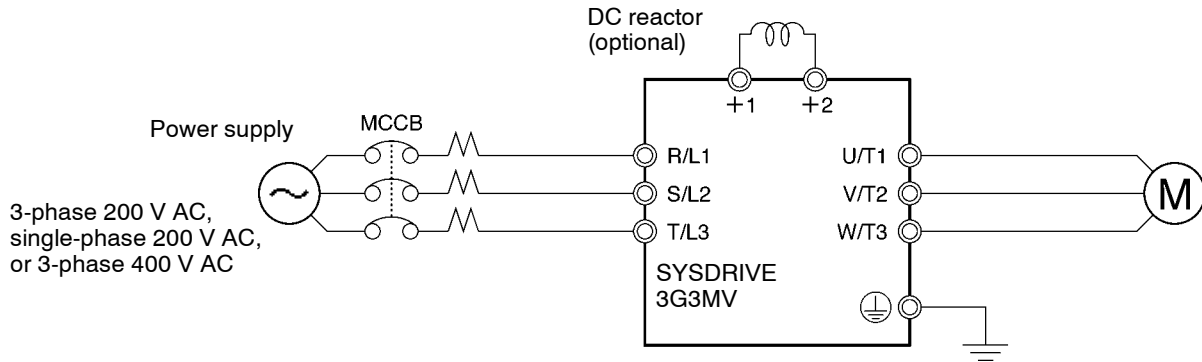 DC reactor
(optional)
+1
+2
Power supply
MCCB
R/L1
U/T1
S/L2
V/T2
M
3-phase 200 V AC,
single-phase 200 V AC,
or 3-phase 400 V AC
T/L3
W/T3
SYSDRIVE
3G3MV